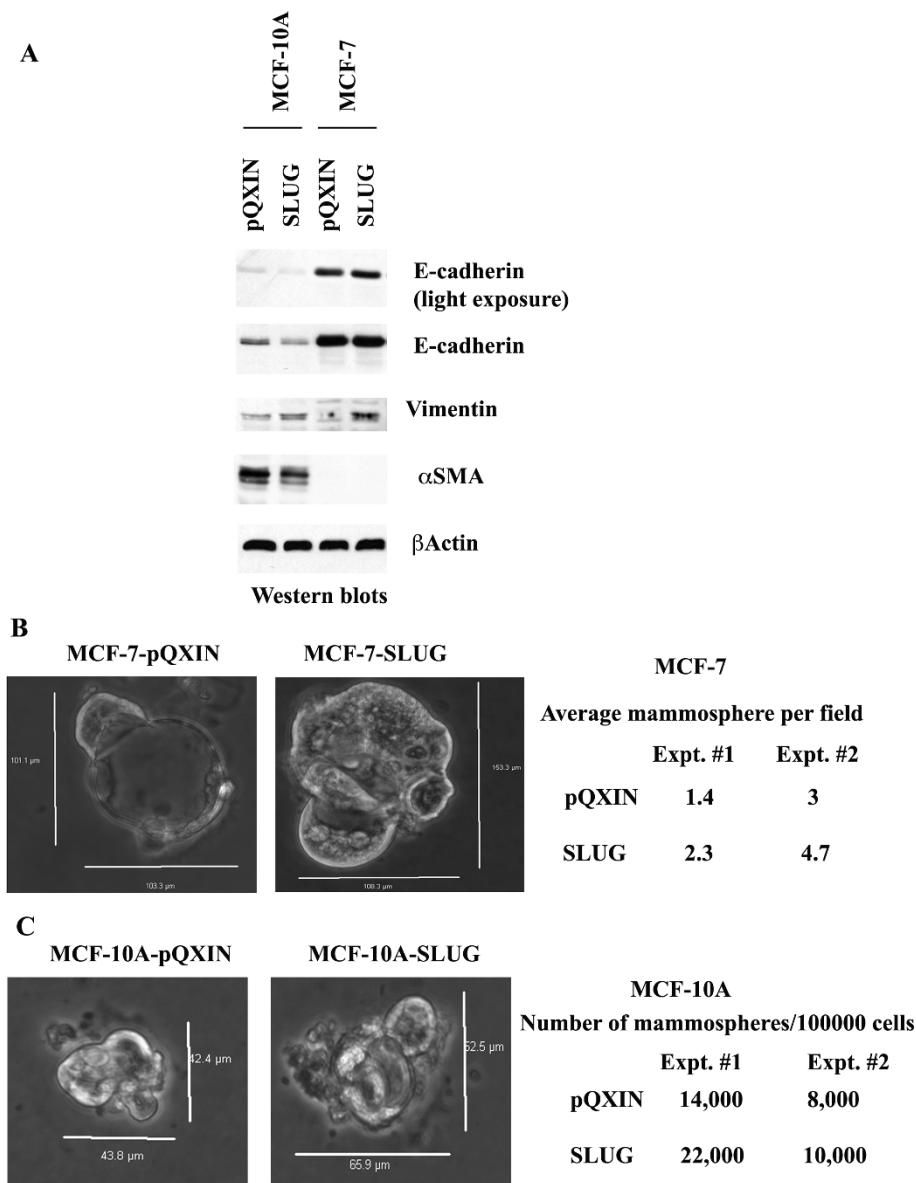 A
MCF-10A
MCF-7
pQXIN
SLUG
pQXIN
SLUG
E-cadherin
(light exposure)
E-cadherin
Vimentin
αSMA
βActin
Western blots
B
MCF-7-pQXIN
MCF-7-SLUG
101.1 µm
103.3 µm
153.3 µm
108.3 µm
MCF-7
Average mammosphere per field
Expt. #1 Expt. #2
pQXIN 1.4 3
SLUG 2.3 4.7
C
MCF-10A-pQXIN
MCF-10A-SLUG
42.4 µm
43.8 µm
52.5 µm
65.9 µm
MCF-10A
Number of mammospheres/100000 cells
Expt. #1 Expt. #2
pQXIN 14,000 8,000
SLUG 22,000 10,000